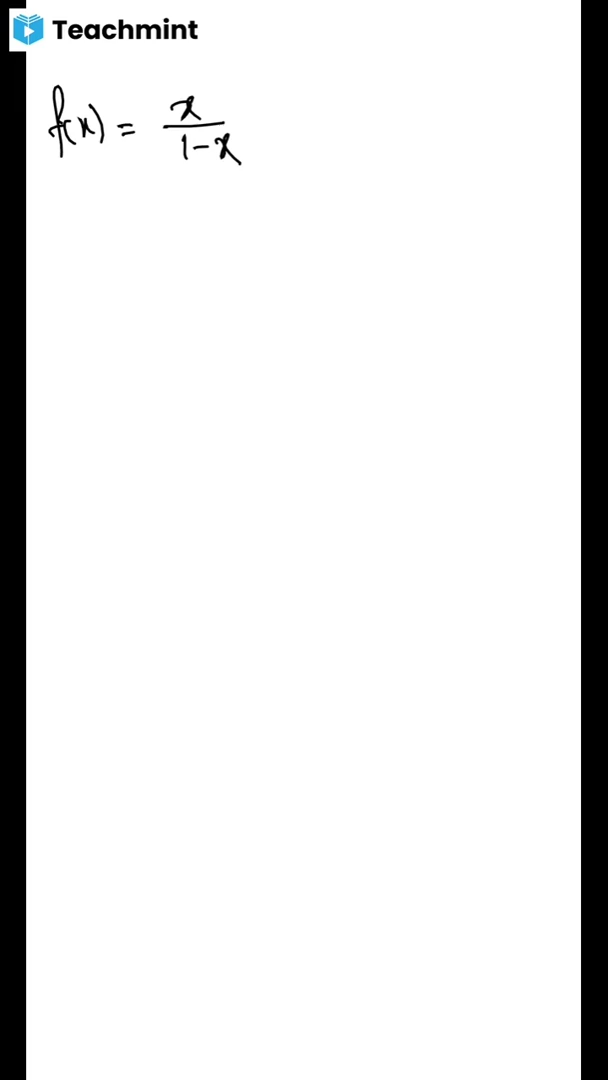 Teachmint
f(x) = x/(1-x)